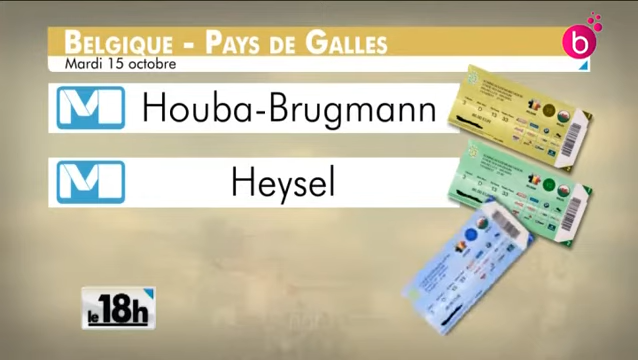 BELGIQUE - PAYS DE GALLES
Mardi 15 octobre
b
M Houba-Brugmann
M Heysel
le 18h